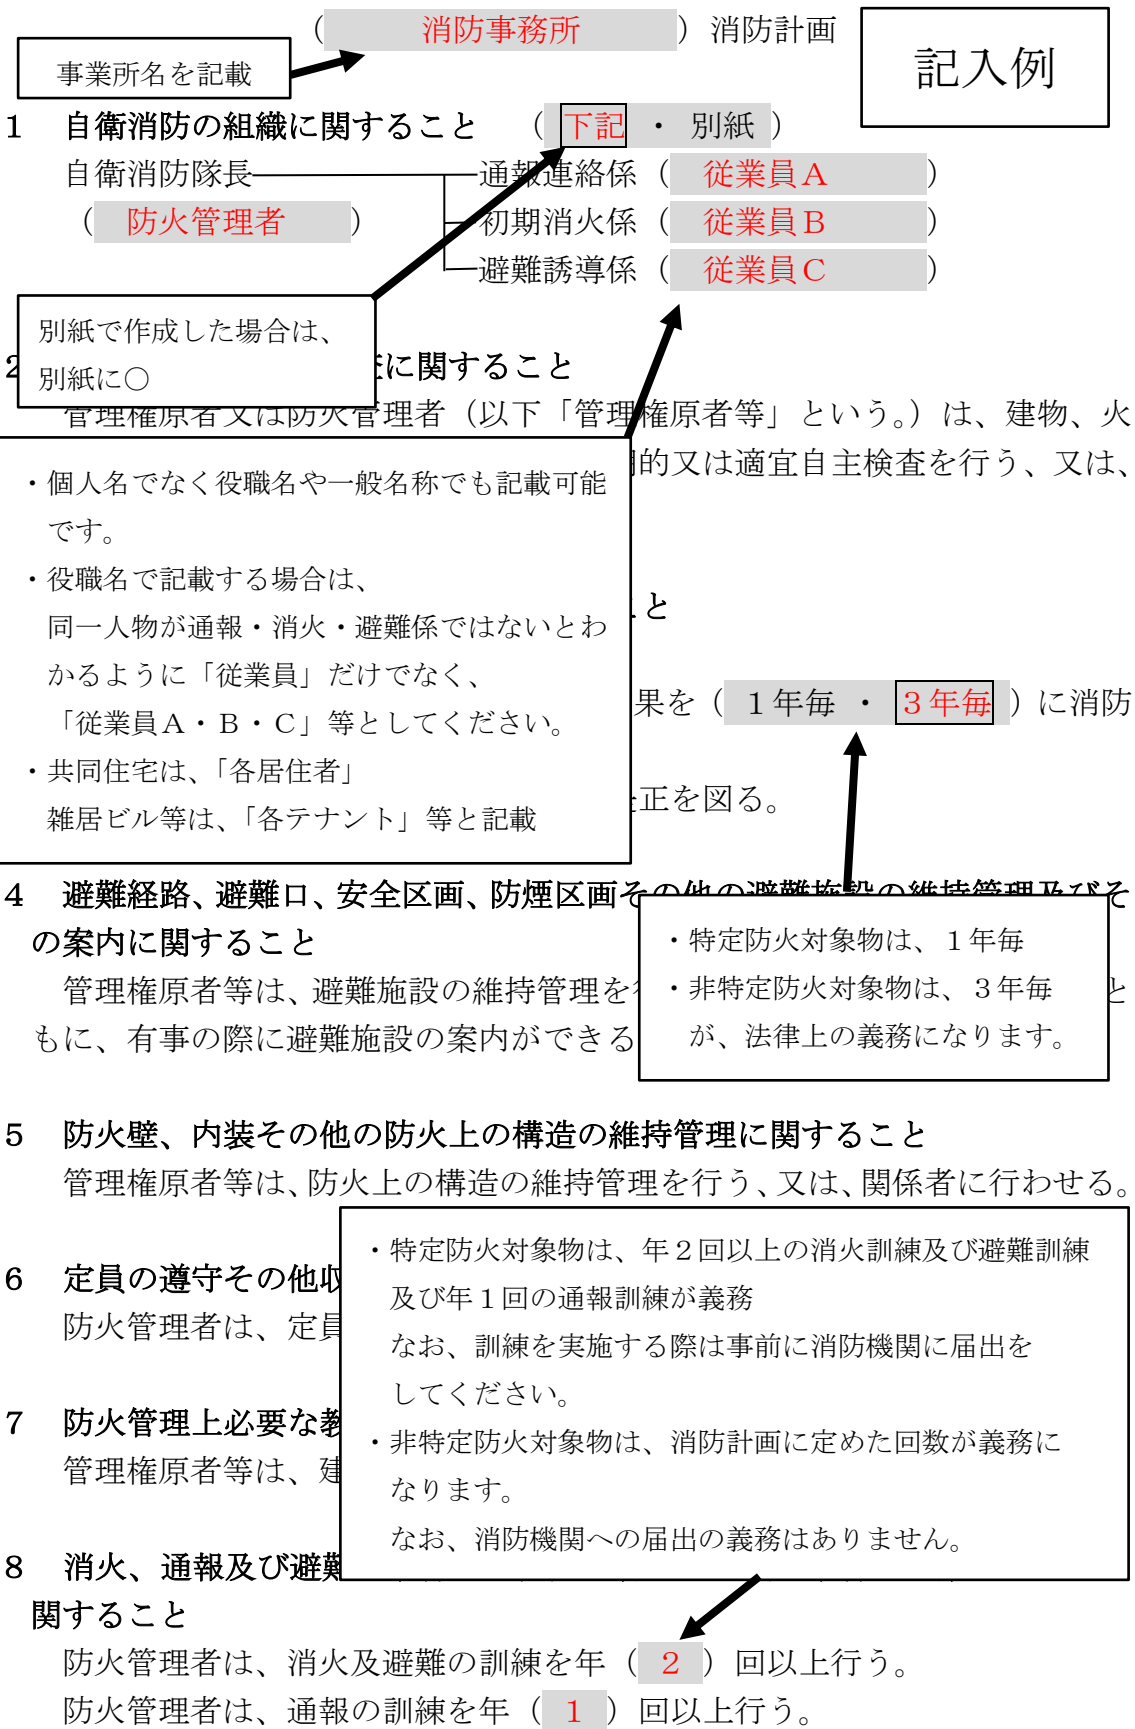 （　消防事務所　）消防計画
記入例
事業所名を記載
１　自衛消防の組織に関すること　（ 下記 ・ 別紙 ）
自衛消防隊長　通報連絡係（　従業員Ａ　）
（　防火管理者　）　初期消火係（　従業員Ｂ　）
避難誘導係（　従業員Ｃ　）
別紙で作成した場合は、
別紙に〇
に関すること
管理権原者又は防火管理者（以下「管理権原者等」という。）は、建物、火
的又は適宜自主検査を行う、又は、
・個人名でなく役職名や一般名称でも記載可能
です。
・役職名で記載する場合は、
同一人物が通報・消火・避難係ではないとわ
かるように「従業員」だけでなく、
「従業員Ａ・Ｂ・Ｃ」等としてください。
・共同住宅は、「各居住者」
雑居ビル等は、「各テナント」等と記載
こと
果を（ １年毎 ・ ３年毎 ）に消防
正を図る。
４　避難経路、避難口、安全区画、防煙区画その他の避難施設の維持管理及びそ
の案内に関すること
管理権原者等は、避難施設の維持管理を　と
もに、有事の際に避難施設の案内ができる
・特定防火対象物は、１年毎
・非特定防火対象物は、３年毎
が、法律上の義務になります。
５　防火壁、内装その他の防火上の構造の維持管理に関すること
管理権原者等は、防火上の構造の維持管理を行う、又は、関係者に行わせる。
６　定員の遵守その他収
防火管理者は、定員
７　防火管理上必要な教
管理権原者等は、建
・特定防火対象物は、年２回以上の消火訓練及び避難訓練
及び年１回の通報訓練が義務
なお、訓練を実施する際は事前に消防機関に届出を
してください。
・非特定防火対象物は、消防計画に定めた回数が義務に
なります。
なお、消防機関への届出の義務はありません。
８　消火、通報及び避難
関すること
防火管理者は、消火及避難の訓練を年（ ２ ）回以上行う。
防火管理者は、通報の訓練を年（ １ ）回以上行う。